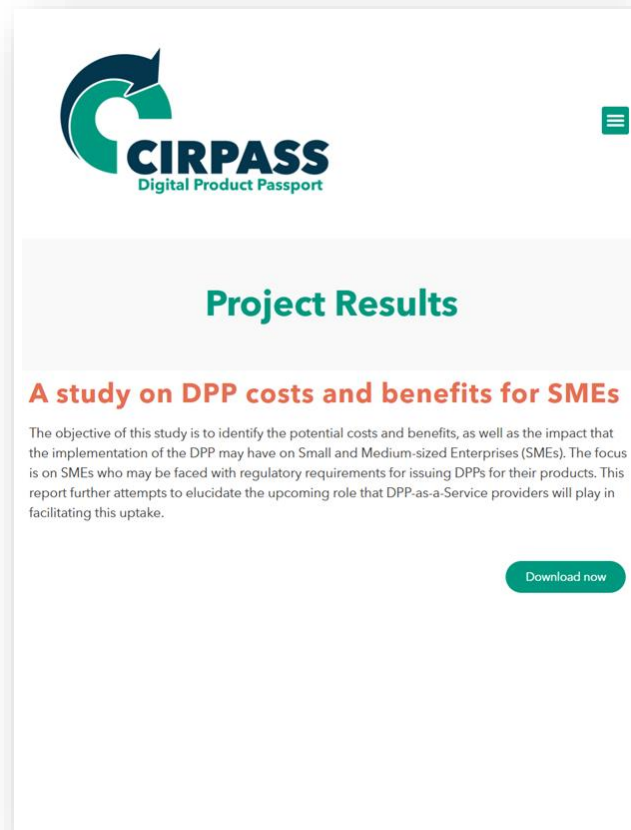 CIRPASS
Digital Product Passport
Project Results
A study on DPP costs and benefits for SMEs
The objective of this study is to identify the potential costs and benefits, as well as the impact that
the implementation of the DPP may have on Small and Medium-sized Enterprises (SMEs). The focus
is on SMEs who may be faced with regulatory requirements for issuing DPPs for their products. This
report further attempts to elucidate the upcoming role that DPP-as-a-Service providers will play in
facilitating this uptake.
Download now